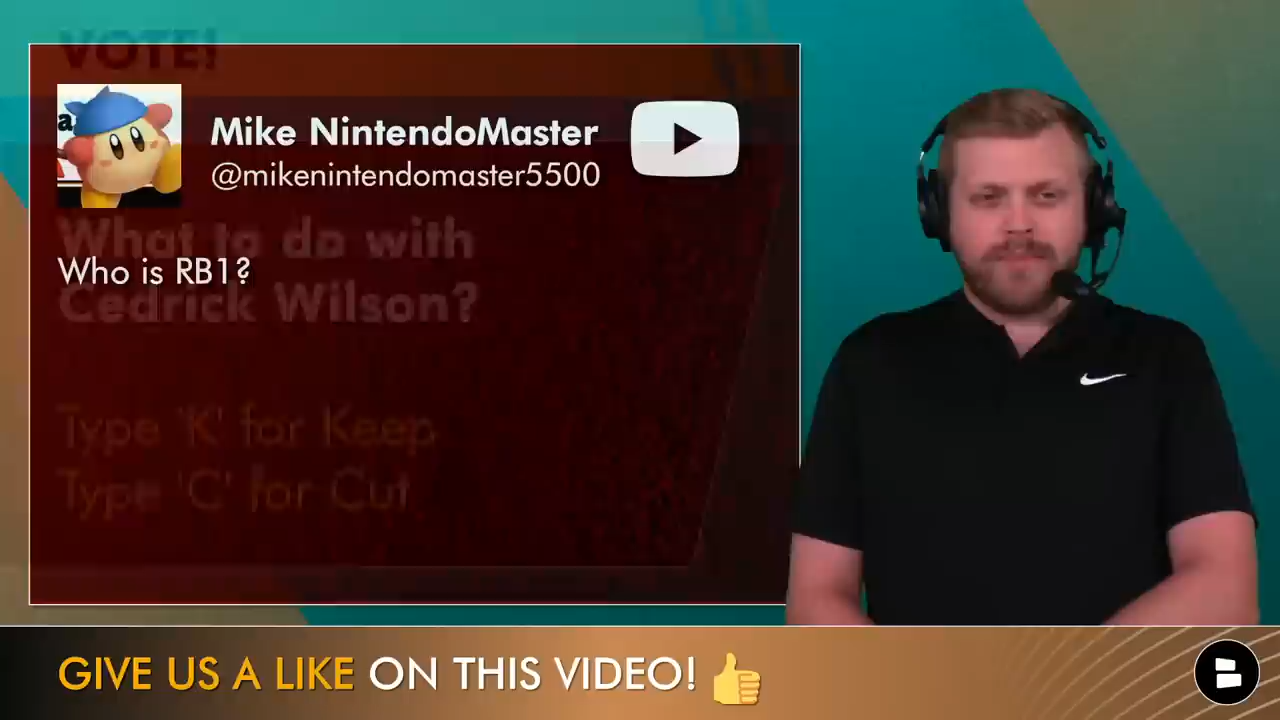 VOTE!
Mike NintendoMaster
@mikenintendomaster5500
What to do with
Who is RB1?
Cedrick Wilson?
Type 'K' for Keep
Type 'C' for Cut
GIVE US A LIKE ON THIS VIDEO!